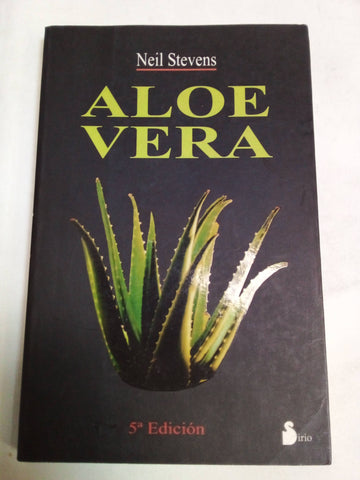 Neil Stevens
ALOE
VERA
5ª Edición
Sirio